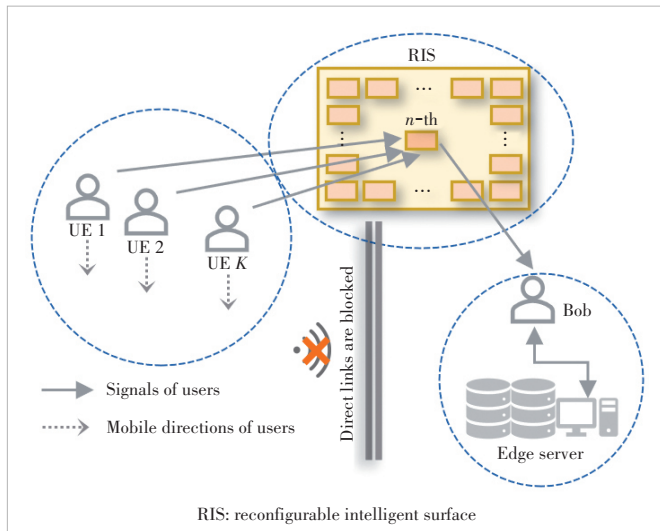 RIS
...
n-th
...
...
...
UE 1
UE 2
UE K
Direct links are blocked
Bob
Signals of users
Mobile directions of users
Edge server
RIS: reconfigurable intelligent surface